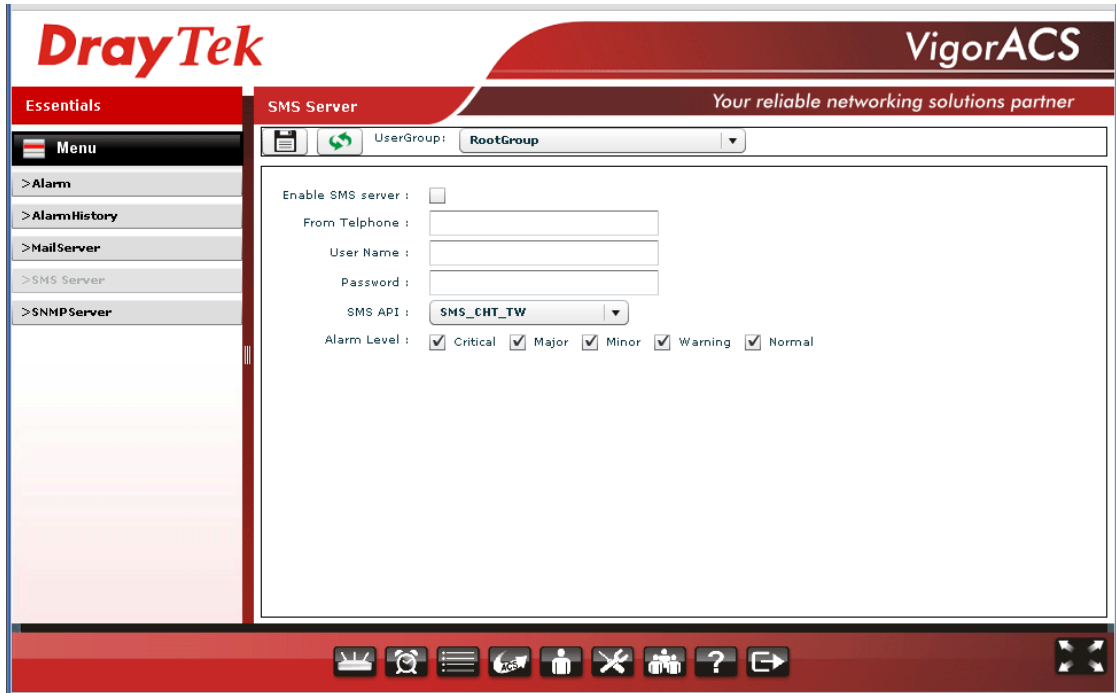 DrayTek
VigorACS
Essentials
SMS Server
Your reliable networking solutions partner
Menu
UserGroup: RootGroup
>Alarm
>AlarmHistory
>MailServer
>SMS Server
>SNMPServer
Enable SMS server :
From Telphone :
User Name :
Password :
SMS API : SMS_CHT_TW
Alarm Level : Critical Major Minor Warning Normal
ACS
?